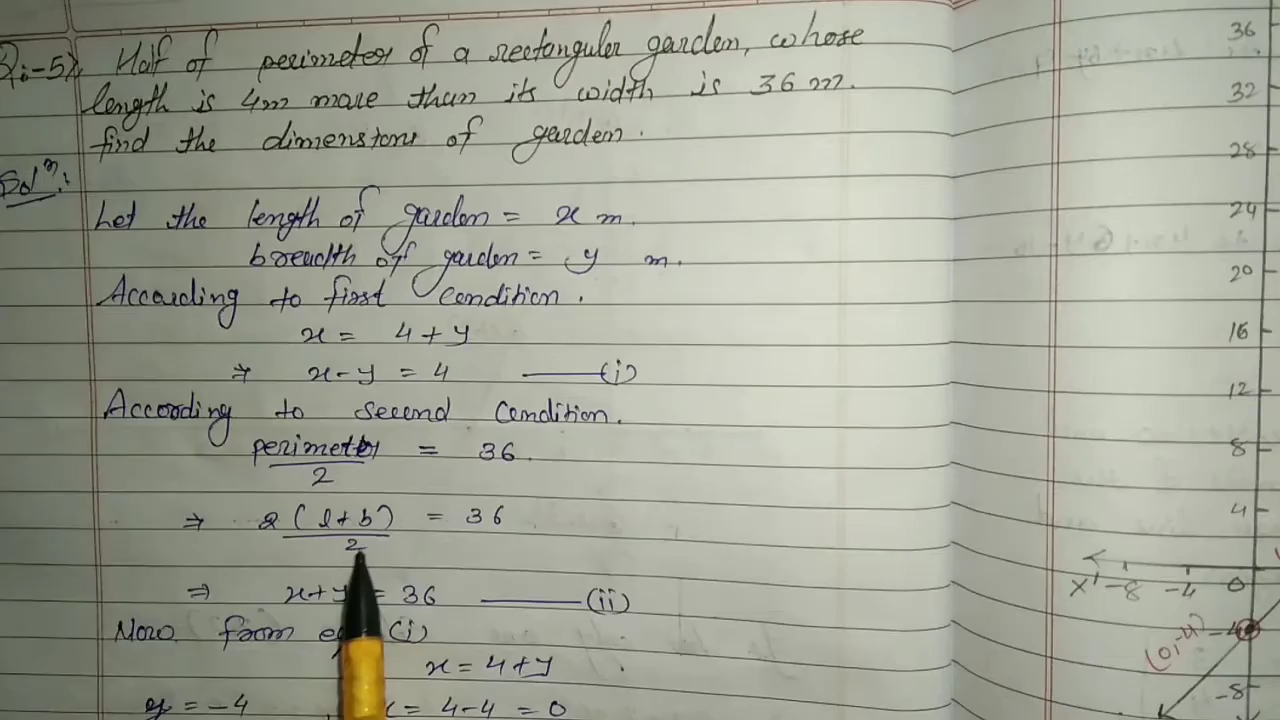 Q:-5⟩ Half of perimeter of a rectanguler garden, whose
length is 4m more than its width is 36 m.
find the dimensions of garden.
Solⁿ:
Let the length of garden = x m.
breadth of garden = y m.
According to first condition.
x = 4 + y
⇒ x - y = 4 ——(i)
According to second condition.
perimeter/2 = 36
⇒ 2(l + b)/2 = 36
⇒ x + y = 36 ——(ii)
Now from (i)
x = 4 + y
y = -4 = 4 - 4 = 0
36
32
28
24
20
16
12
8
4
X' -8 -4 0
(0,-4) -4
-8